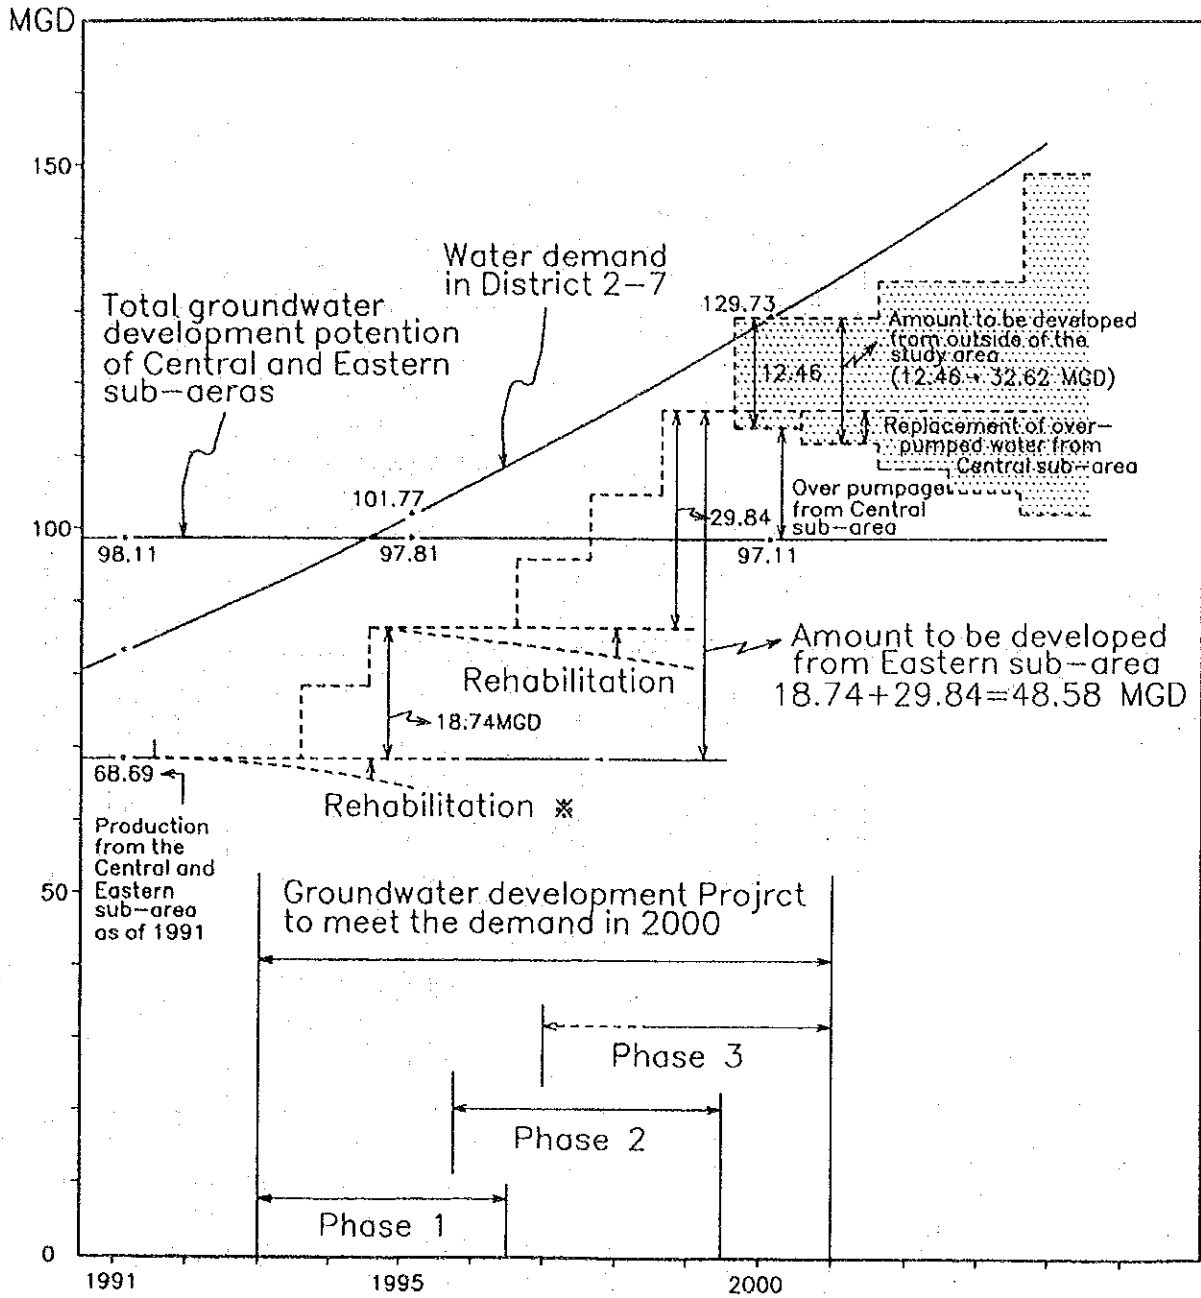 MGD
150
100
50
0
Total groundwater
development potention
of Central and Eastern
sub-aeras
Water demand
in District 2-7
129.73
12.46
Amount to be developed
from outside of the
study area
(12.46→32.62 MGD)
Replacement of over-
pumped water from
Central sub-area
Over pumpage
from Central
sub-area
101.77
98.11
97.81
97.11
29.84
Amount to be developed
from Eastern sub-area
18.74+29.84=48.58 MGD
Rehabilitation
18.74MGD
68.69
Rehabilitation ※
Production
from the
Central and
Eastern
sub-area
as of 1991
Groundwater development Projrct
to meet the demand in 2000
Phase 3
Phase 2
Phase 1
1991
1995
2000